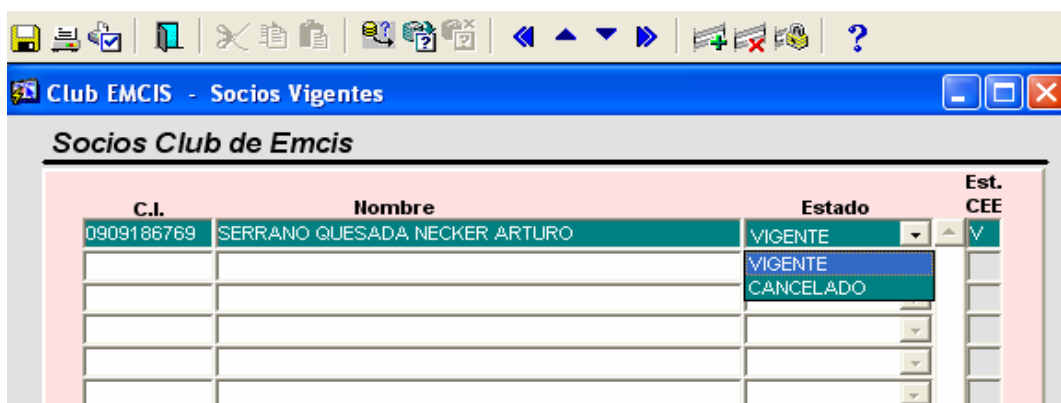 Club EMCIS - Socios Vigentes
Socios Club de Emcis
C.I. Nombre Estado Est. CEE
0909186769 SERRANO QUESADA NECKER ARTURO VIGENTE V
VIGENTE
CANCELADO